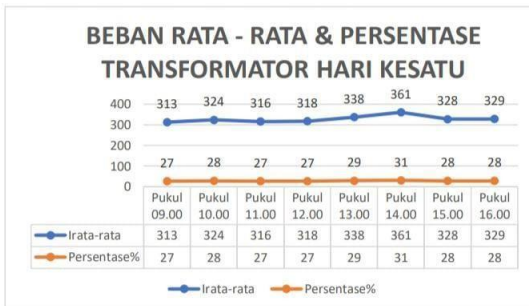 BEBAN RATA - RATA & PERSENTASE
TRANSFORMATOR HARI KESATU
400
300
200
100
0
313 324 316 318 338 361 328 329
27 28 27 27 29 31 28 28
Pukul 09.00 Pukul 10.00 Pukul 11.00 Pukul 12.00 Pukul 13.00 Pukul 14.00 Pukul 15.00 Pukul 16.00
Irata-rata 313 324 316 318 338 361 328 329
Persentase% 27 28 27 27 29 31 28 28
Irata-rata Persentase%